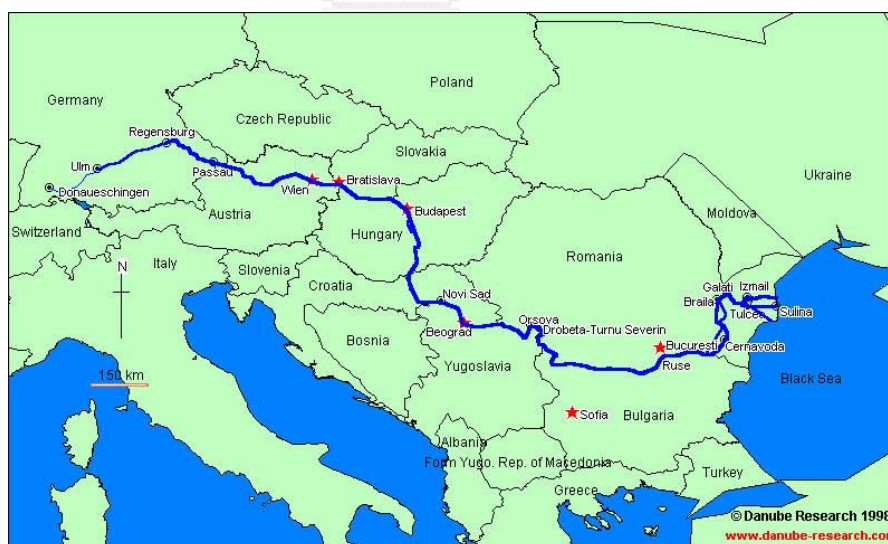 Poland
Germany
Czech Republic
Regensburg
Slovakia
Ulm
Passau
Ukraine
Donaueschingen
Wien
Bratislava
Moldova
Austria
Budapest
Switzerland
Hungary
Romania
Italy
N
Slovenia
Croatia
Galati
Izmail
Novi Sad
Braila
Tulcea
Sulina
Orsova
Beograd
Drobeta-Turnu Severin
Bosnia
Bucuresti
Cernavoda
Yugoslavia
Ruse
150 km
Black Sea
Sofia
Bulgaria
Albania
Form Yugo. Rep. of Macedonia
Turkey
Greece
© Danube Research 1998
www.danube-research.com